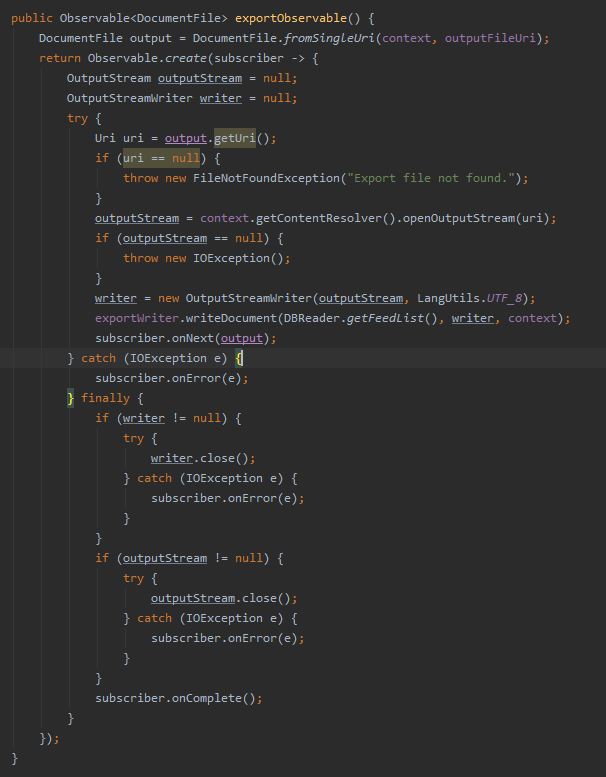 public Observable<DocumentFile> exportObservable() {
    DocumentFile output = DocumentFile.fromSingleUri(context, outputFileUri);
    return Observable.create(subscriber -> {
        OutputStream outputStream = null;
        OutputStreamWriter writer = null;
        try {
            Uri uri = output.getUri();
            if (uri == null) {
                throw new FileNotFoundException("Export file not found.");
            }
            outputStream = context.getContentResolver().openOutputStream(uri);
            if (outputStream == null) {
                throw new IOException();
            }
            writer = new OutputStreamWriter(outputStream, LangUtils.UTF_8);
            exportWriter.writeDocument(DBReader.getFeedList(), writer, context);
            subscriber.onNext(output);
        } catch (IOException e) {
            subscriber.onError(e);
        } finally {
            if (writer != null) {
                try {
                    writer.close();
                } catch (IOException e) {
                    subscriber.onError(e);
                }
            }
            if (outputStream != null) {
                try {
                    outputStream.close();
                } catch (IOException e) {
                    subscriber.onError(e);
                }
            }
            subscriber.onComplete();
        }
    });
}